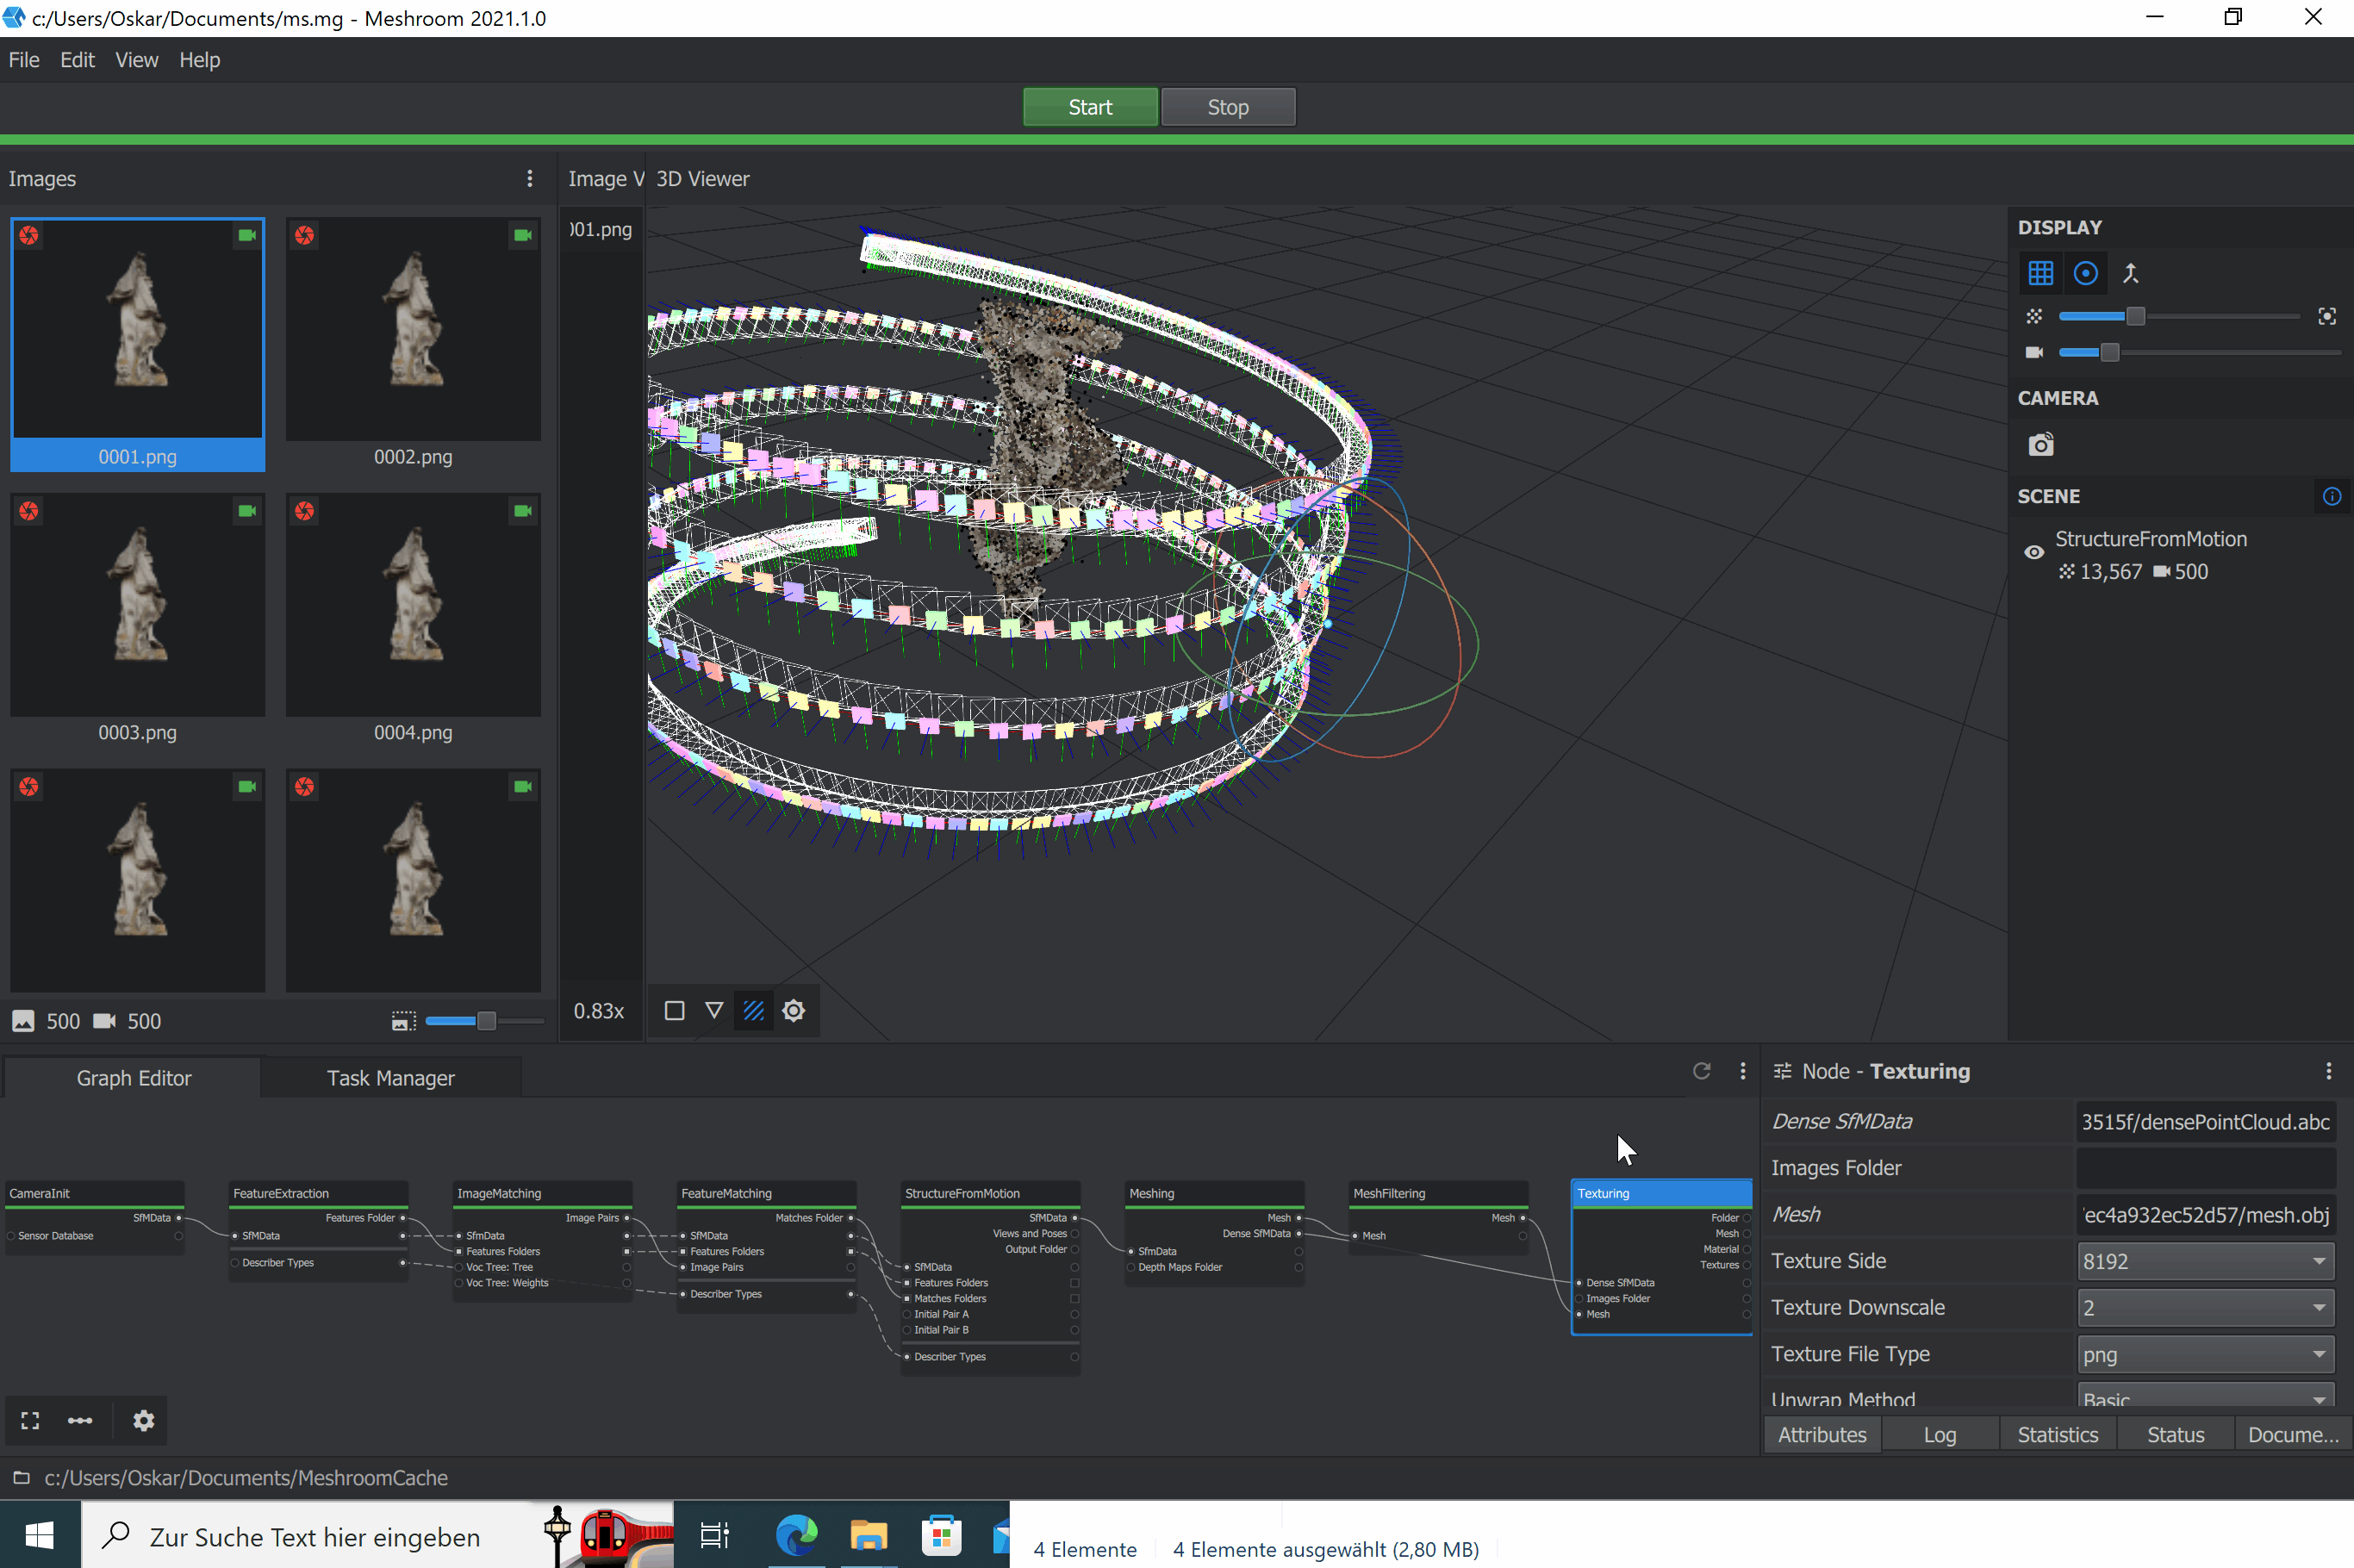 c:/Users/Oskar/Documents/ms.mg - Meshroom 2021.1.0
File Edit View Help
Start Stop
Images
Image V
3D Viewer
0001.png
0002.png
0003.png
0004.png
500 500
001.png
0.83x
DISPLAY
CAMERA
SCENE
StructureFromMotion
13,567 500
Graph Editor
Task Manager
CameraInit
SfMData
Sensor Database
FeatureExtraction
Features Folder
SfMData
Describer Types
ImageMatching
Image Pairs
SfmData
Features Folders
Voc Tree: Tree
Voc Tree: Weights
FeatureMatching
Matches Folder
SfMData
Features Folders
Image Pairs
Describer Types
StructureFromMotion
SfMData
Views and Poses
Output Folder
SfMData
Features Folders
Matches Folders
Initial Pair A
Initial Pair B
Describer Types
Meshing
Mesh
Dense SfMData
SfmData
Depth Maps Folder
MeshFiltering
Mesh
Mesh
Texturing
Folder
Mesh
Material
Textures
Dense SfMData
Images Folder
Mesh
Node - Texturing
Dense SfMData 3515f/densePointCloud.abc
Images Folder
Mesh 'ec4a932ec52d57/mesh.obj
Texture Side 8192
Texture Downscale 2
Texture File Type png
Unwrap Method Basic
Attributes Log Statistics Status Docume...
c:/Users/Oskar/Documents/MeshroomCache
Zur Suche Text hier eingeben
4 Elemente 4 Elemente ausgewählt (2,80 MB)